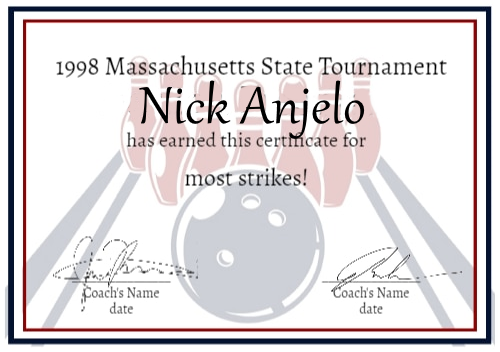 1998 Massachusetts State Tournament
Nick Anjelo
has earned this certificate for
most strikes!
Coach's Name Coach's Name
date date